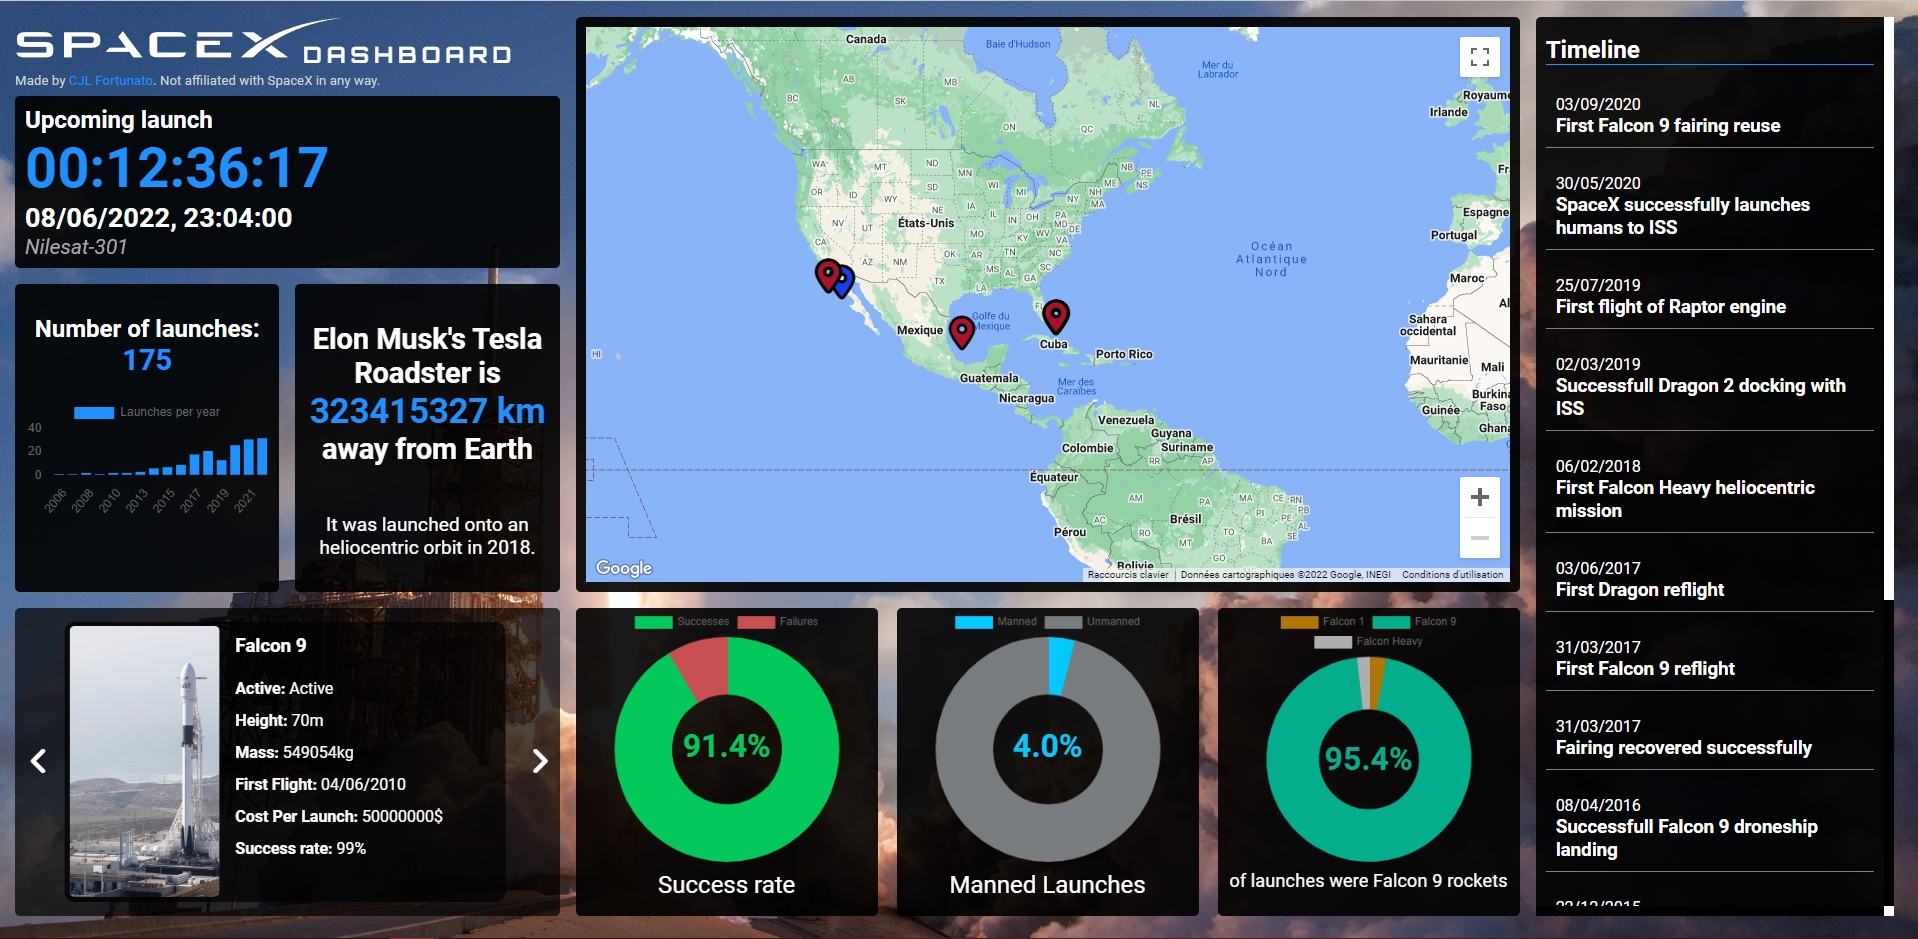 SPACEX DASHBOARD
Made by CJL Fortunato. Not affiliated with SpaceX in any way.
Upcoming launch
00:12:36:17
08/06/2022, 23:04:00
Nilesat-301
Number of launches:
175
Launches per year
40
20
0
2006
2008
2010
2013
2015
2017
2019
2021
Elon Musk's Tesla
Roadster is
323415327 km
away from Earth
It was launched onto an
heliocentric orbit in 2018.
Falcon 9
Active: Active
Height: 70m
Mass: 549054kg
First Flight: 04/06/2010
Cost Per Launch: 50000000$
Success rate: 99%
Canada
Baie d'Hudson
Mer du
Labrador
AB
MB
BC
SK
NL
ON
QC
Royaume
Irlande
WA
MT
ND
MN
NB
PE
NS
OR
ID
SD
WI
MI
NH
ME
MA
WY
NE
IA
IL
IN
OH
PA
MD
DE
NV
UT
États-Unis
MO
KY
WV
VA
CA
AZ
NM
OK
AR
TN
NC
MS
AL
SC
GA
TX
LA
FL
Fr
Espagne
Portugal
Océan
Atlantique
Nord
Maroc
Al
Sahara
occidental
Mauritanie
Mali
Burkina
Faso
Guinée
Ghana
HI
Mexique
Golfe du
Mexique
Cuba
Porto Rico
Guatemala
Mer des
Caraïbes
Nicaragua
Venezuela
Guyana
Colombie
Suriname
RR
AP
Équateur
AM
PA
MA
CE
RN
PB
PI
PE
AL
SE
AC
Brésil
Pérou
RO
TO
MT
BA
GO
Bolivie
Google
Raccourcis clavier
Données cartographiques ©2022 Google, INEGI
Conditions d'utilisation
Successes
Failures
91.4%
Success rate
Manned
Unmanned
4.0%
Manned Launches
Falcon 1
Falcon 9
Falcon Heavy
95.4%
of launches were Falcon 9 rockets
Timeline
03/09/2020
First Falcon 9 fairing reuse
30/05/2020
SpaceX successfully launches
humans to ISS
25/07/2019
First flight of Raptor engine
02/03/2019
Successfull Dragon 2 docking with
ISS
06/02/2018
First Falcon Heavy heliocentric
mission
03/06/2017
First Dragon reflight
31/03/2017
First Falcon 9 reflight
31/03/2017
Fairing recovered successfully
08/04/2016
Successfull Falcon 9 droneship
landing